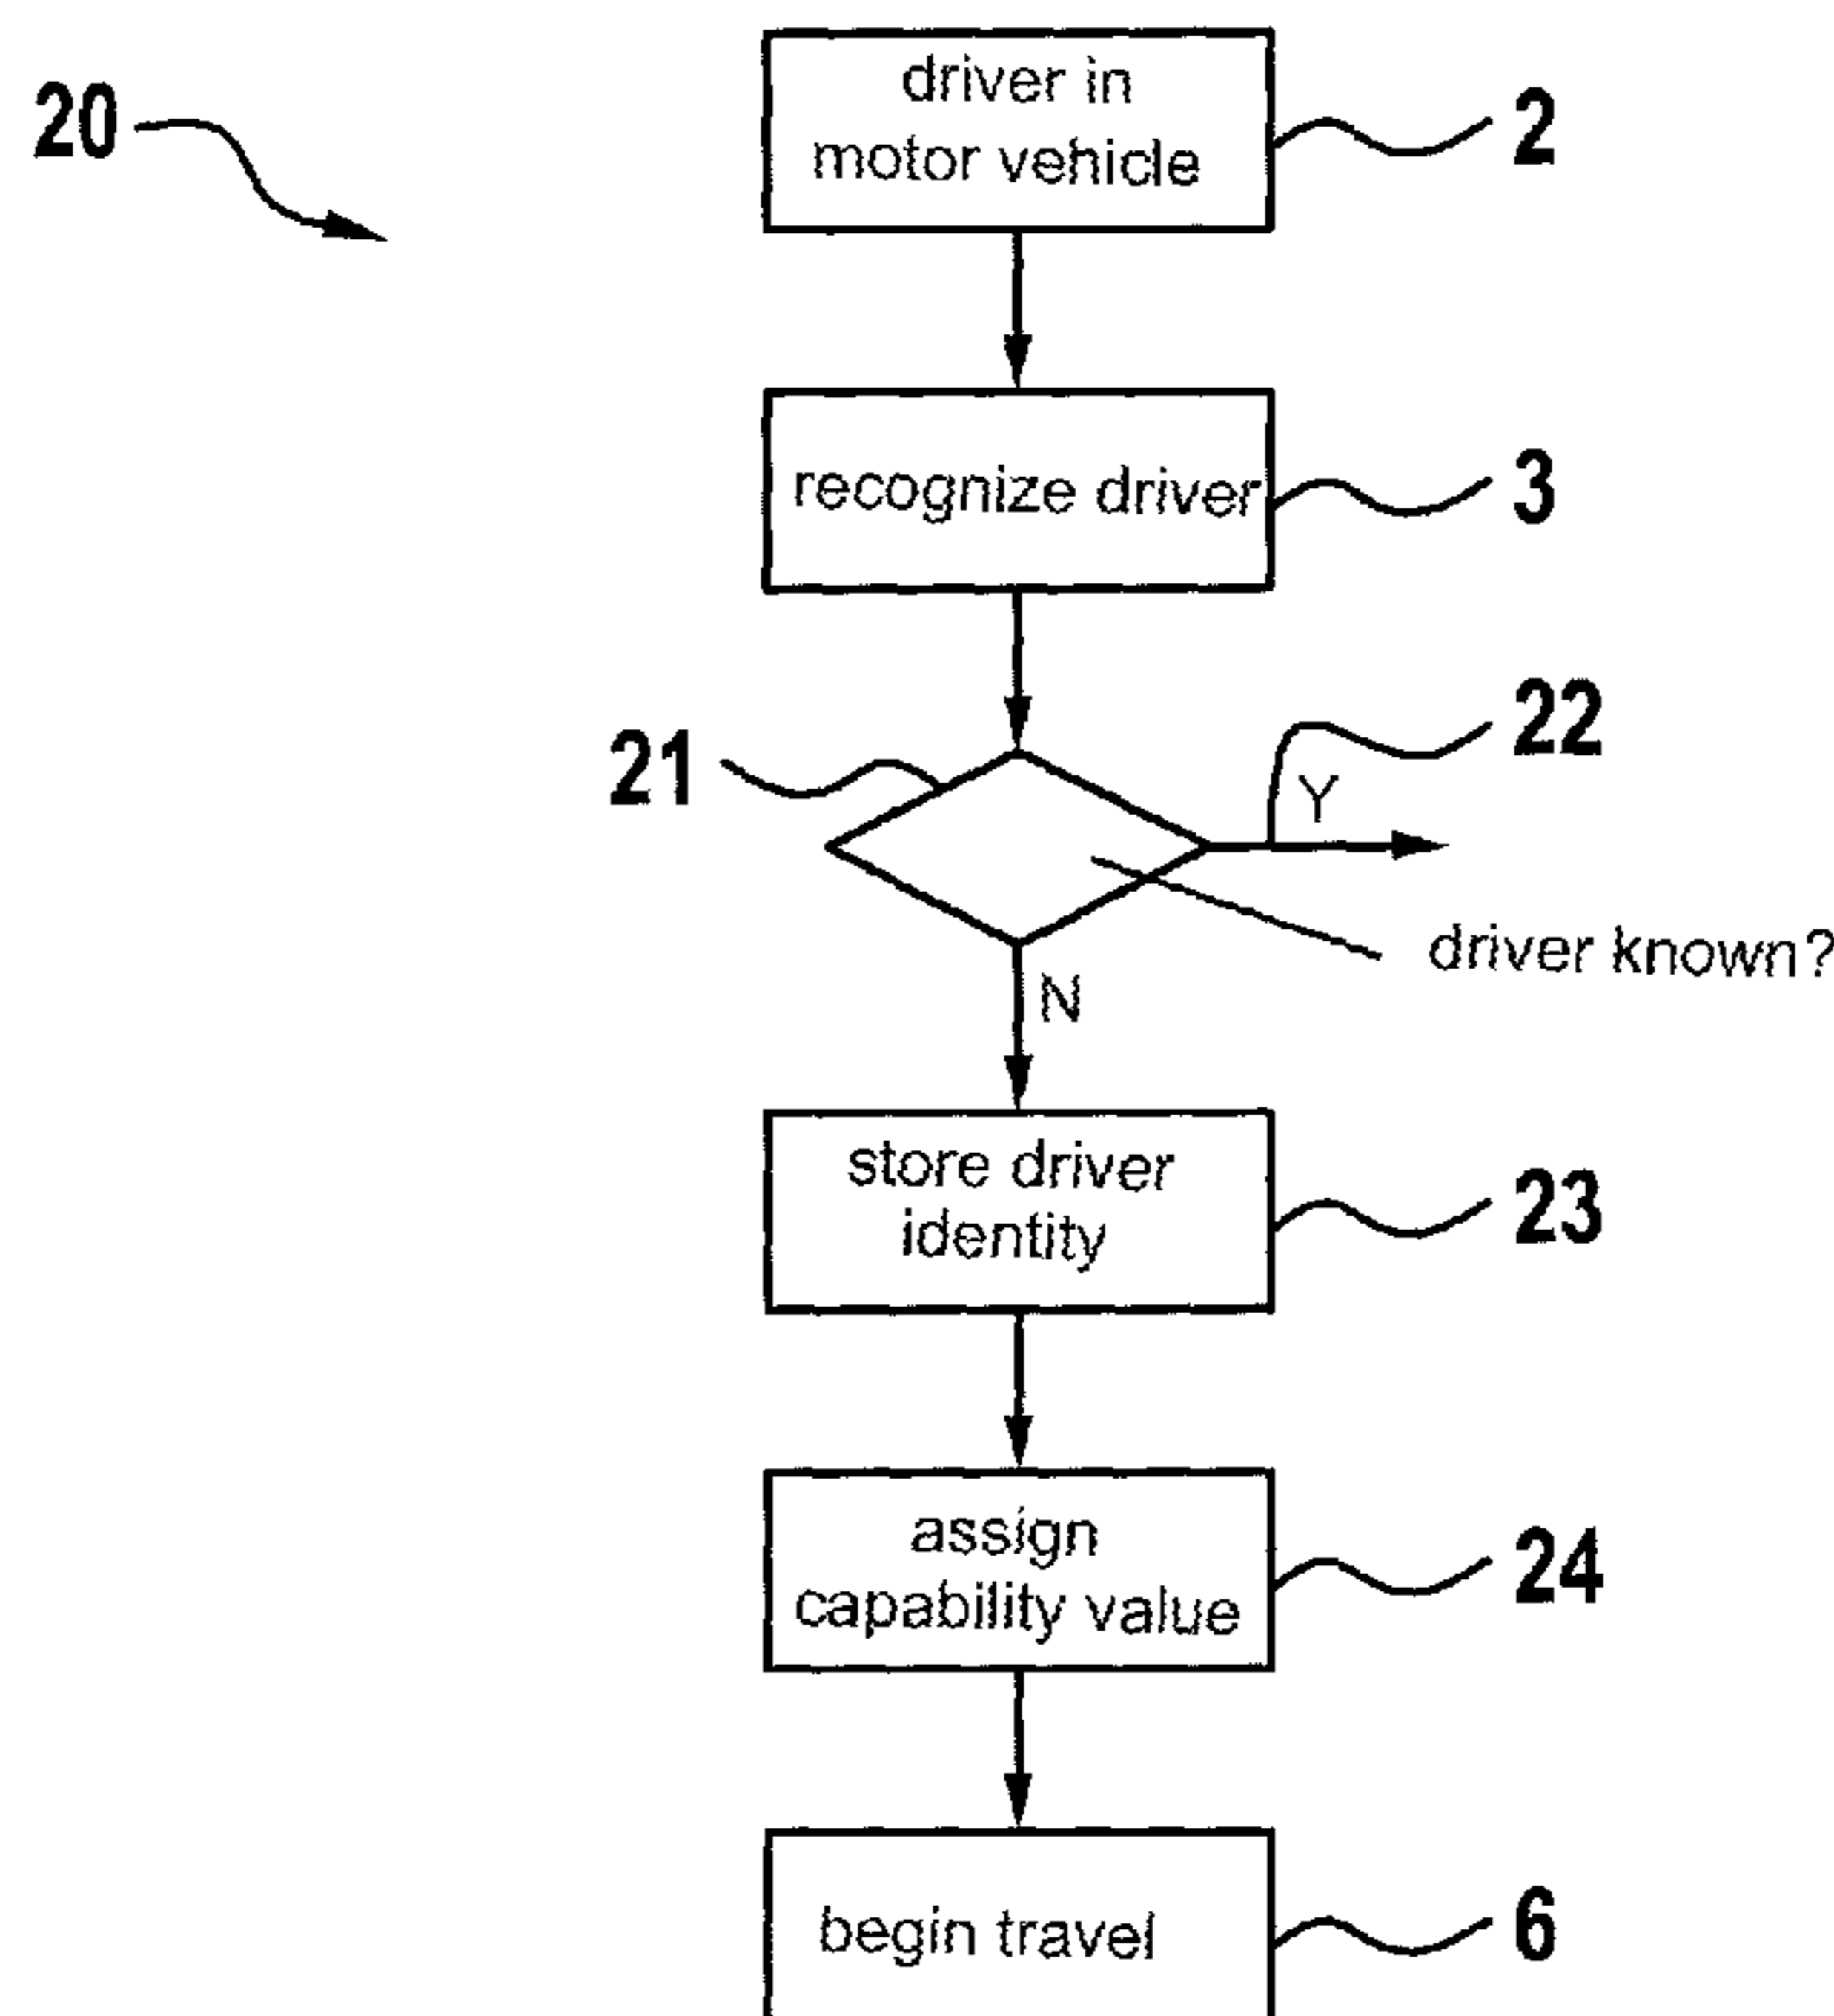 20
driver in
motor vehicle
2
recognize driver
3
21
22
Y
driver known?
N
store driver
identity
23
assign
capability value
24
begin travel
6